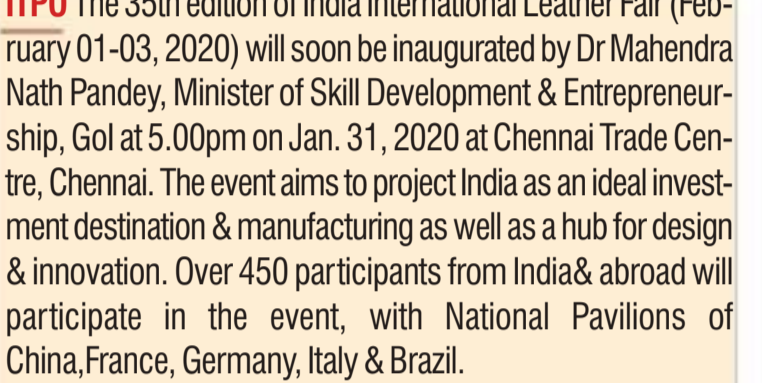 ITPO The 35th edition of India International Leather Fair (Feb-
ruary 01-03, 2020) will soon be inaugurated by Dr Mahendra
Nath Pandey, Minister of Skill Development & Entrepreneur-
ship, GoI at 5.00pm on Jan. 31, 2020 at Chennai Trade Cen-
tre, Chennai. The event aims to project India as an ideal invest-
ment destination & manufacturing as well as a hub for design
& innovation. Over 450 participants from India& abroad will
participate in the event, with National Pavilions of
China,France, Germany, Italy & Brazil.